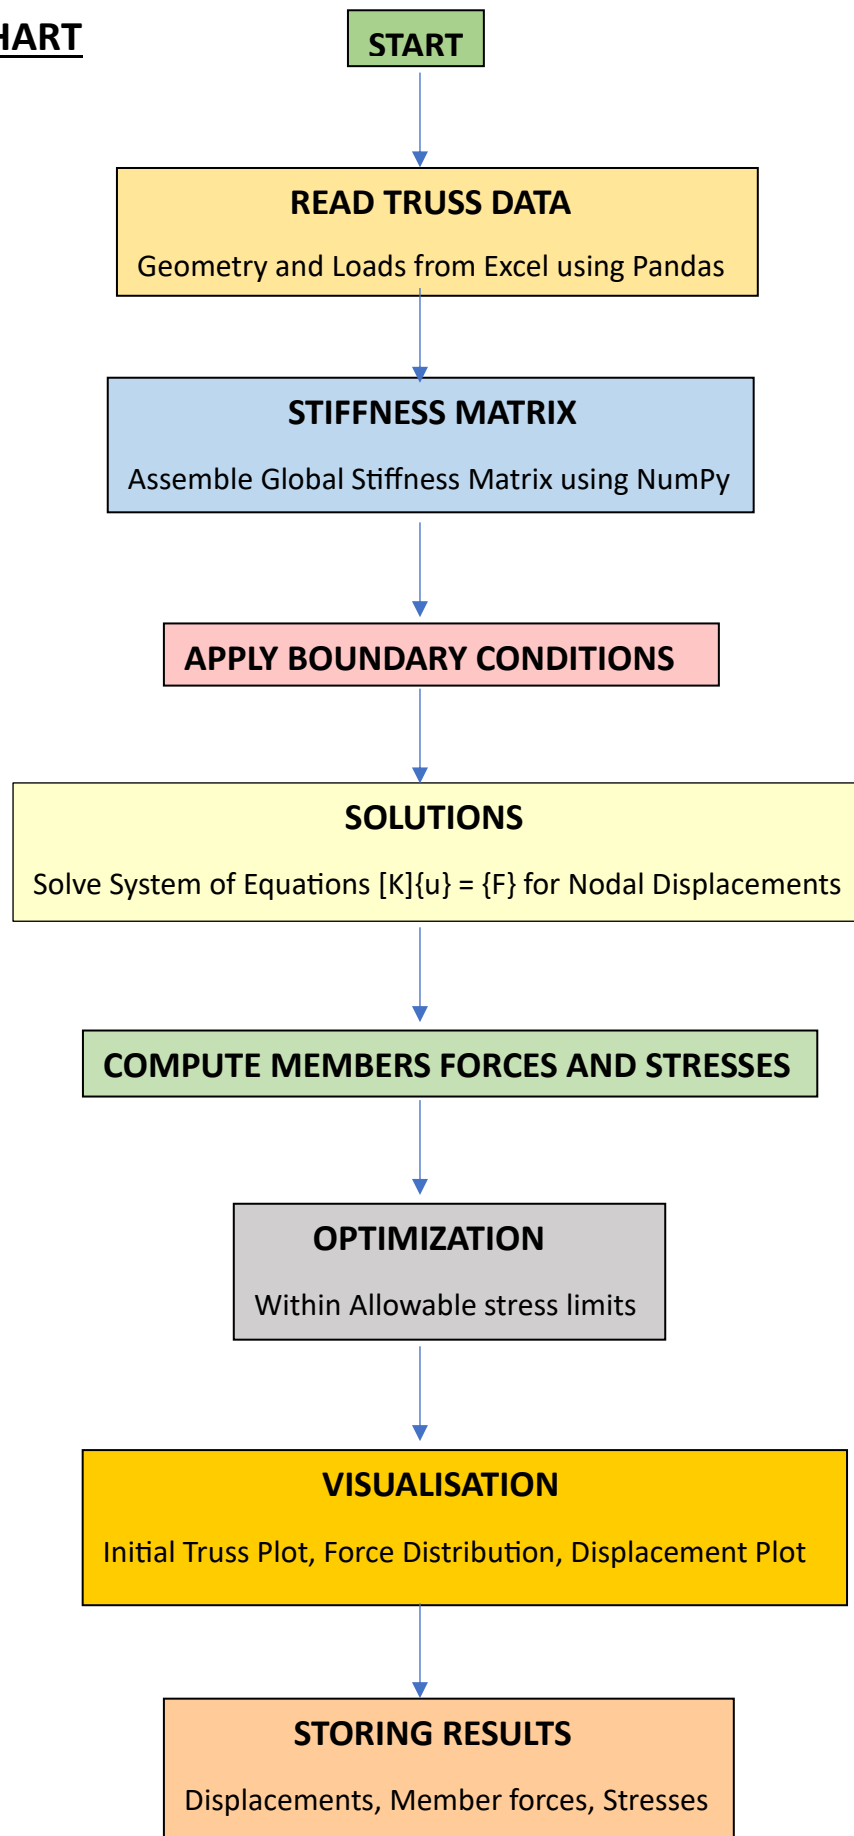 HART
START
READ TRUSS DATA
Geometry and Loads from Excel using Pandas
STIFFNESS MATRIX
Assemble Global Stiffness Matrix using NumPy
APPLY BOUNDARY CONDITIONS
SOLUTIONS
Solve System of Equations [K]{u} = {F} for Nodal Displacements
COMPUTE MEMBERS FORCES AND STRESSES
OPTIMIZATION
Within Allowable stress limits
VISUALISATION
Initial Truss Plot, Force Distribution, Displacement Plot
STORING RESULTS
Displacements, Member forces, Stresses